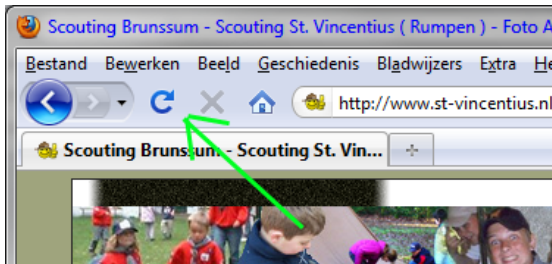 Scouting Brunssum - Scouting St. Vincentius ( Rumpen ) - Foto A
Bestand Bewerken Beeld Geschiedenis Bladwijzers Extra He
http://www.st-vincentius.nl
Scouting Brunssum - Scouting St. Vin...